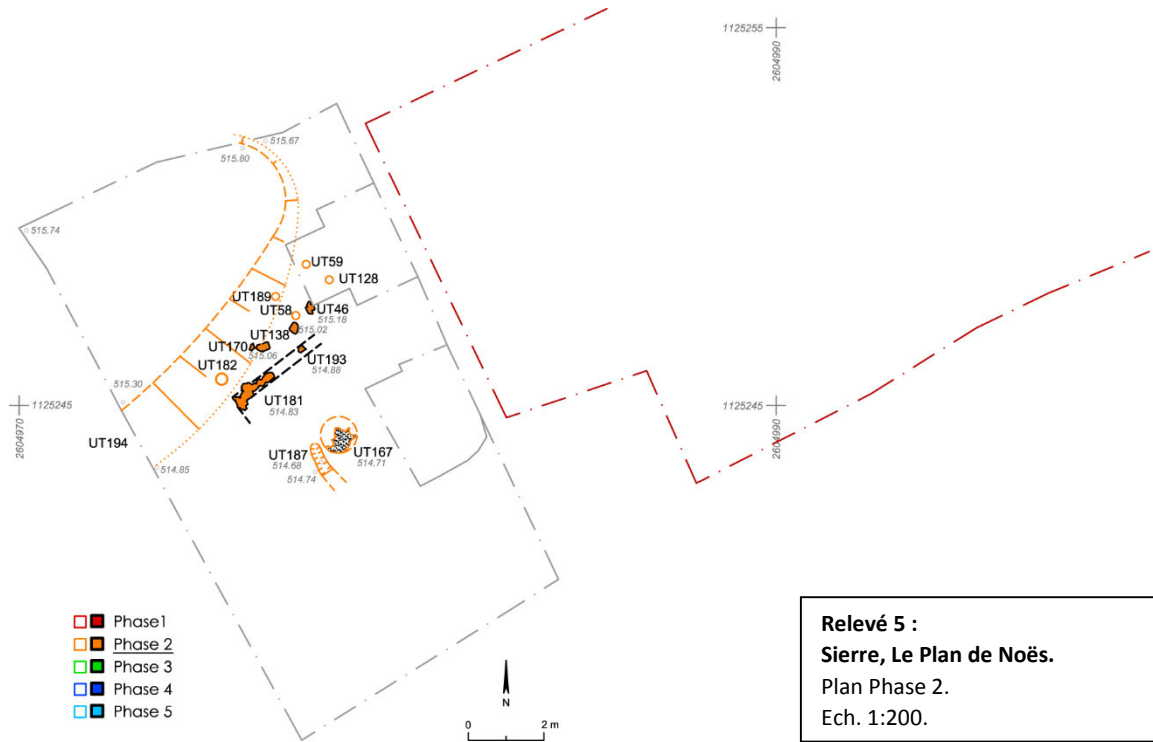 1125255
2604990
515.67
515.80
515.74
UT59
UT128
UT189
UT58
UT46
515.18
UT138
515.02
UT170
515.06
UT193
514.88
UT182
515.30
UT181
514.83
1125245
2604970
1125245
2604990
UT194
UT187
UT167
514.68
514.71
514.85
514.74
Phase1
Phase 2
Phase 3
Phase 4
Phase 5
N
0 2 m
Relevé 5 :
Sierre, Le Plan de Noës.
Plan Phase 2.
Ech. 1:200.